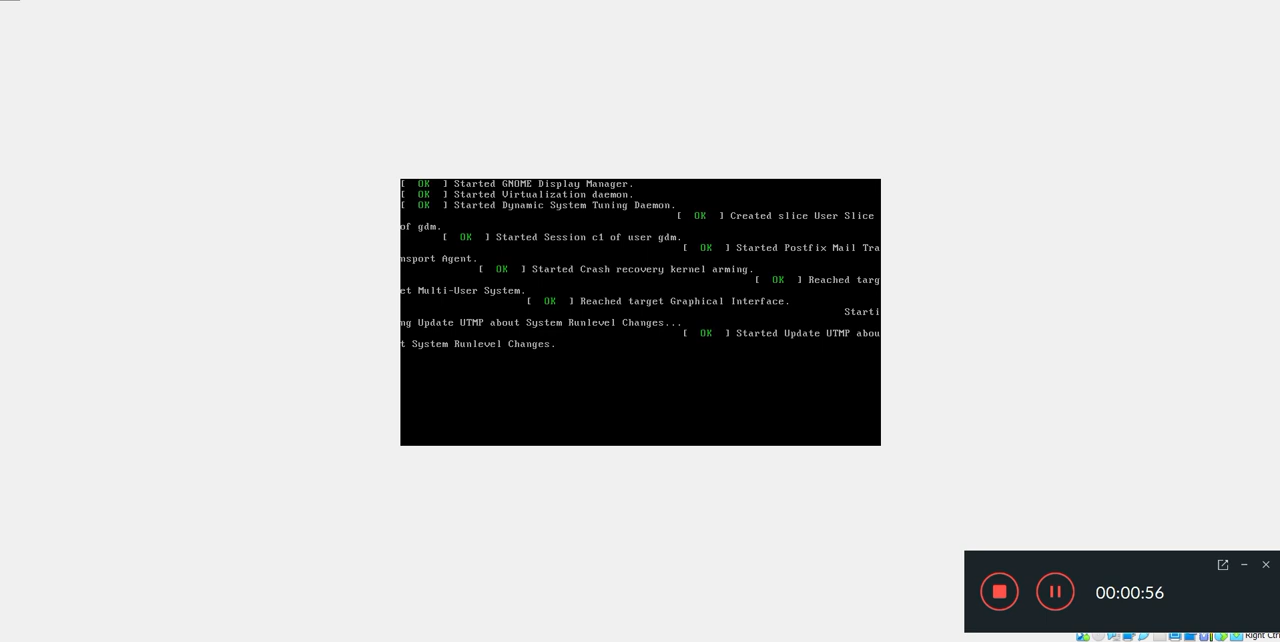 [  OK  ] Started GNOME Display Manager.
[  OK  ] Started Virtualization daemon.
[  OK  ] Started Dynamic System Tuning Daemon.
[  OK  ] Created slice User Slice
of gdm.
[  OK  ] Started Session c1 of user gdm.
[  OK  ] Started Postfix Mail Tra
nsport Agent.
[  OK  ] Started Crash recovery kernel arming.
[  OK  ] Reached targ
et Multi-User System.
[  OK  ] Reached target Graphical Interface.
Starti
ng Update UTMP about System Runlevel Changes...
[  OK  ] Started Update UTMP abou
t System Runlevel Changes.
00:00:56
Right Ctrl